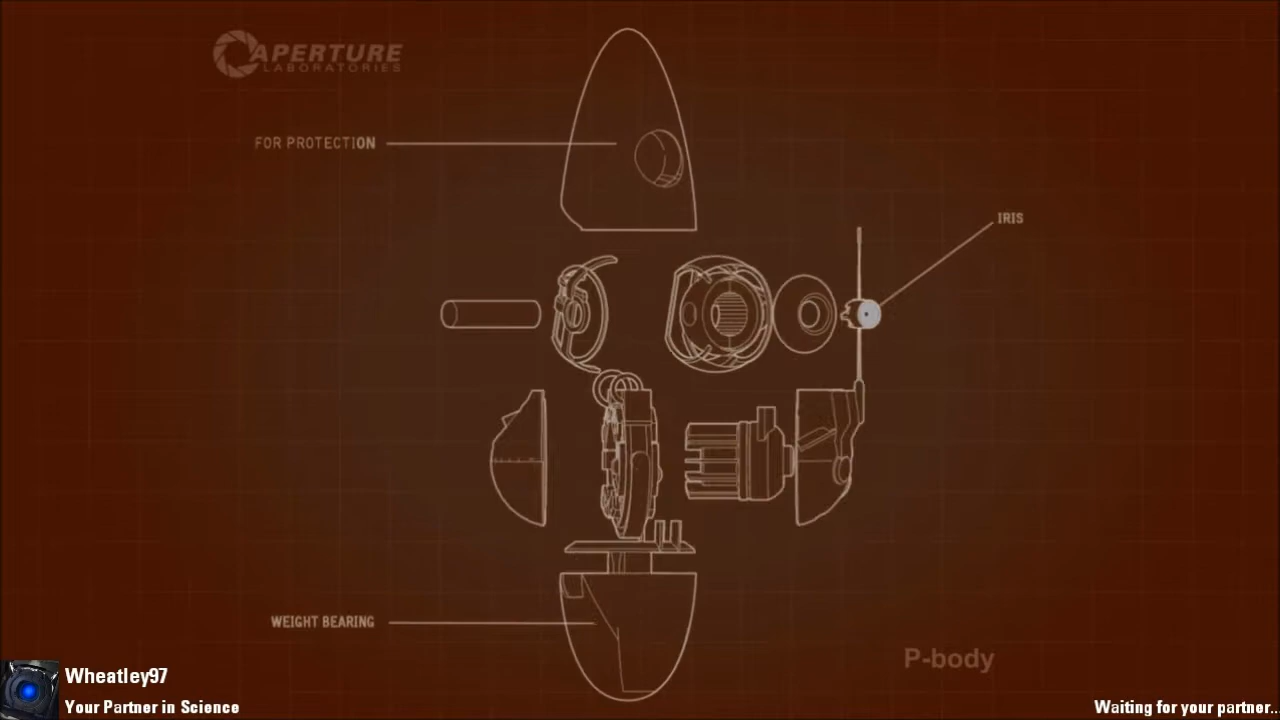 APERTURE
LABORATORIES
FOR PROTECTION
IRIS
WEIGHT BEARING
P-body
Wheatley97
Your Partner in Science
Waiting for your partner...